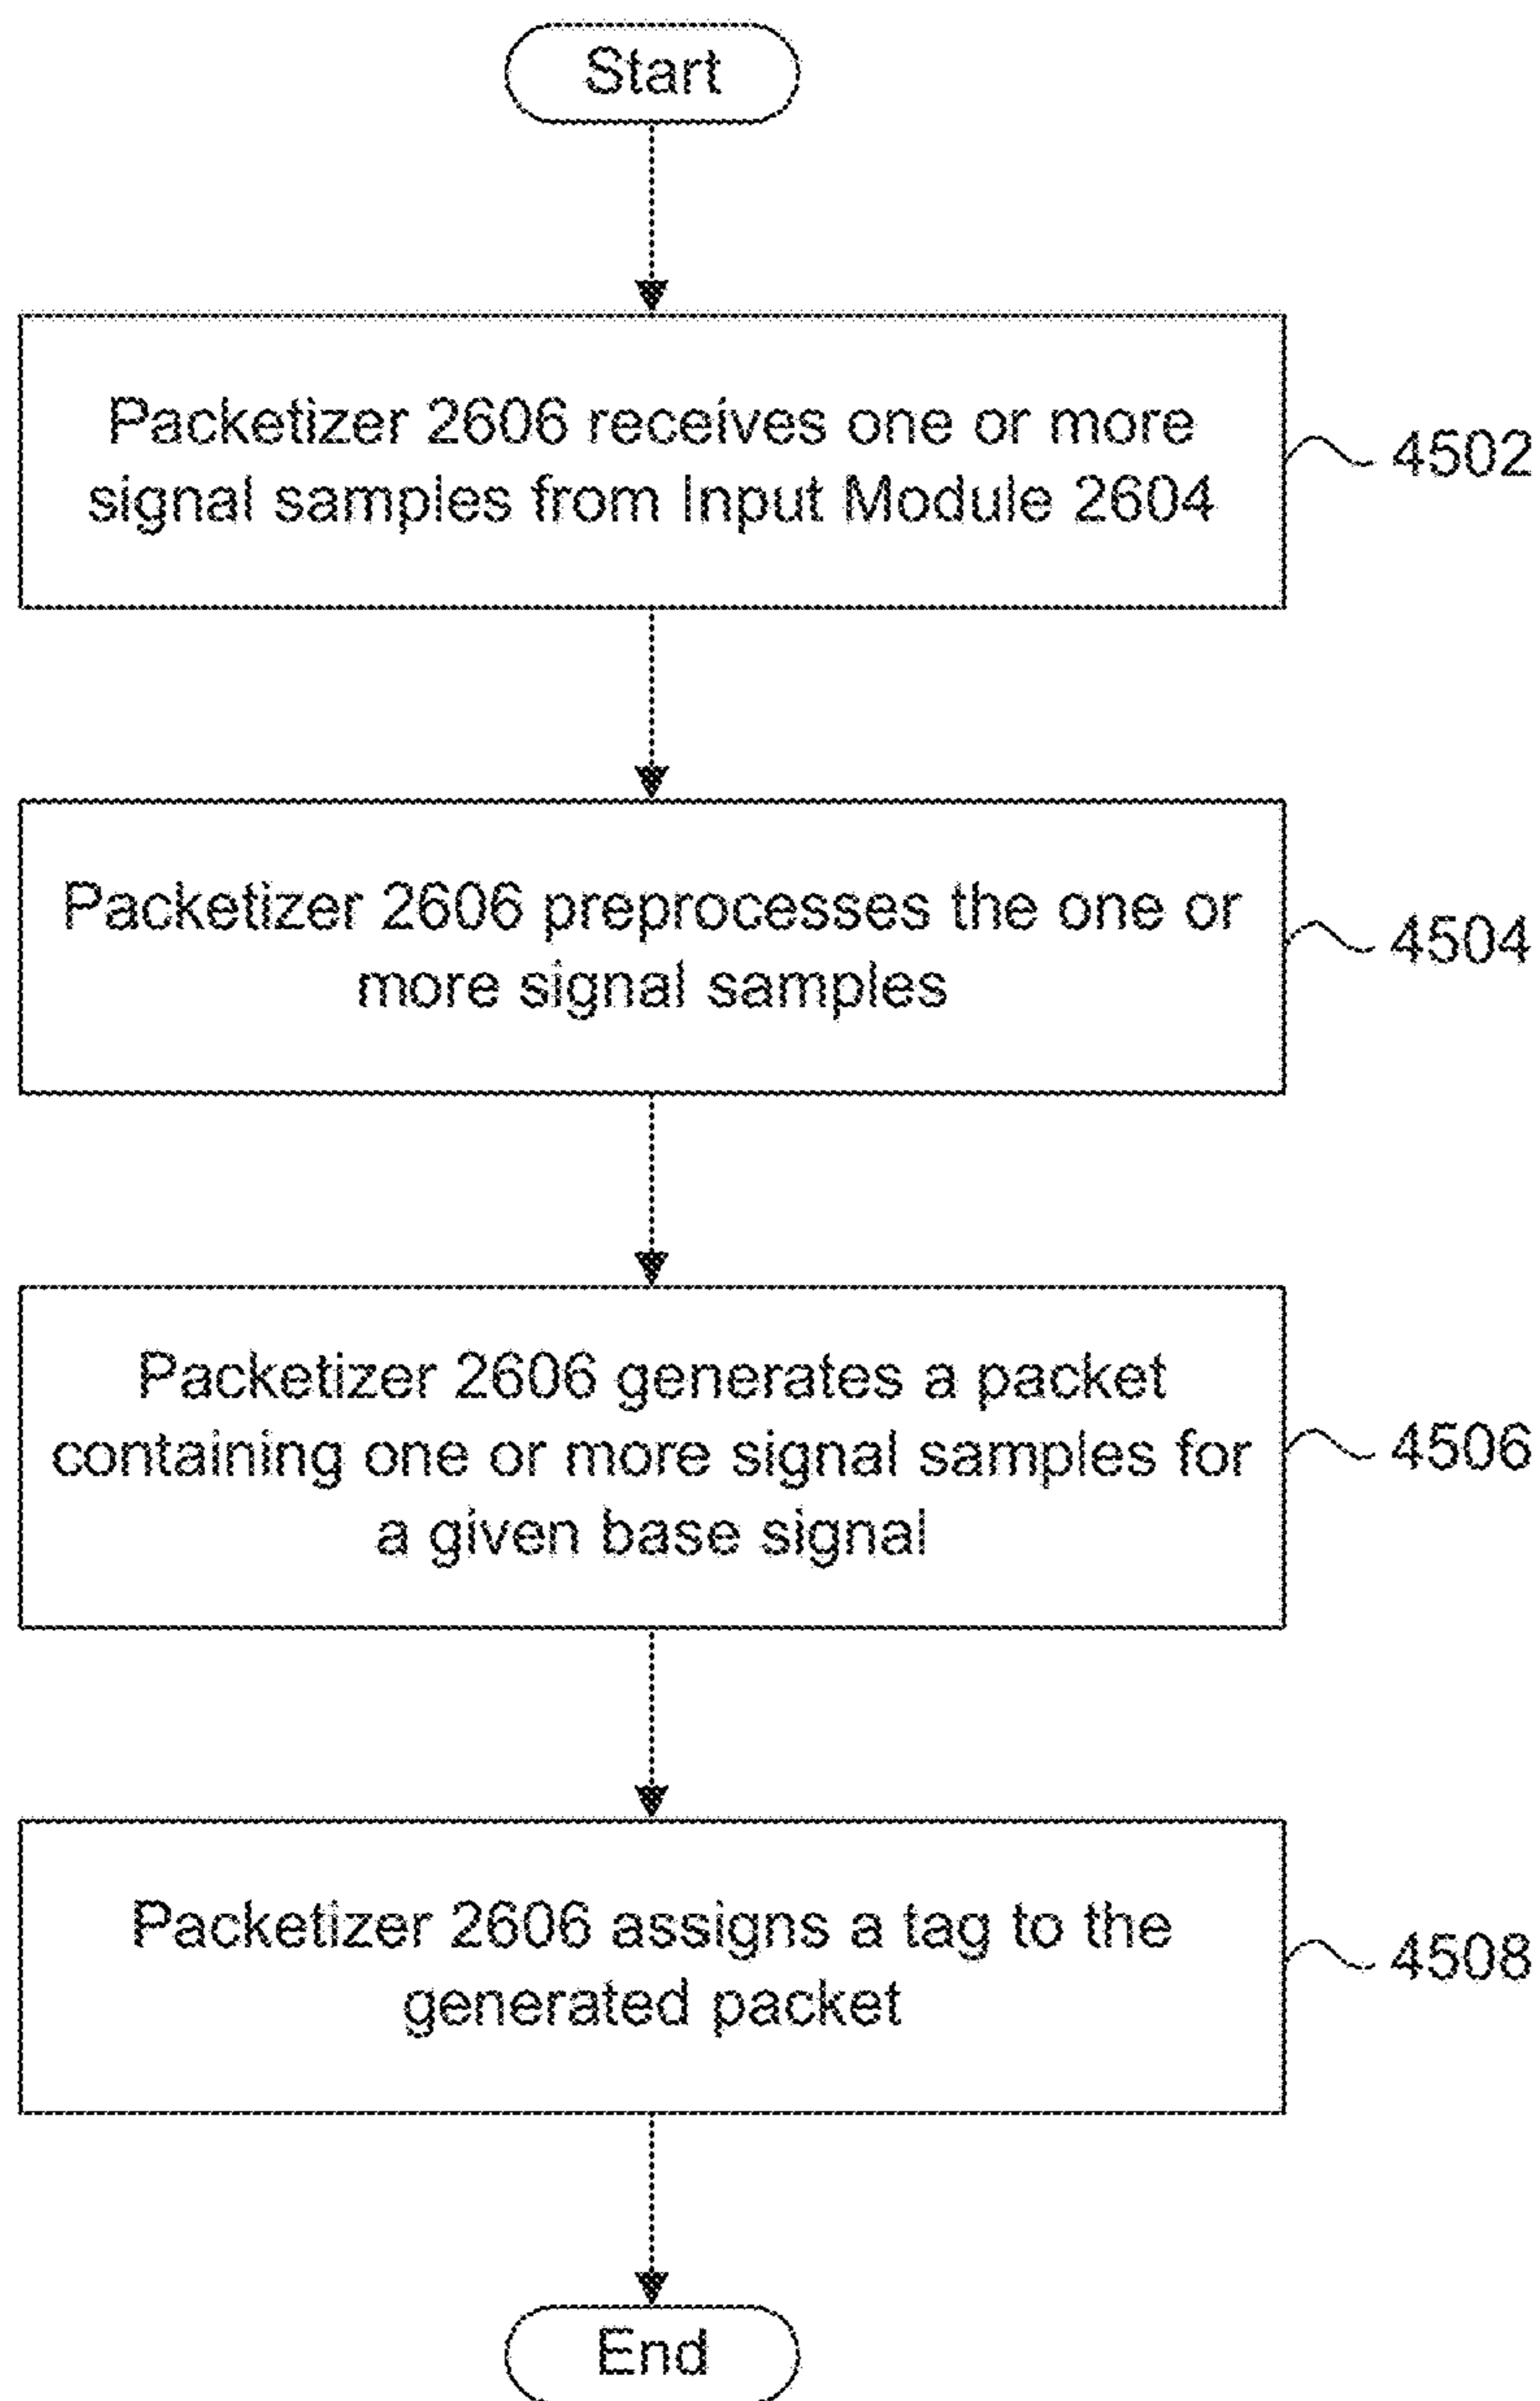 Start
Packetizer 2606 receives one or more
signal samples from Input Module 2604
4502
Packetizer 2606 preprocesses the one or
more signal samples
4504
Packetizer 2606 generates a packet
containing one or more signal samples for
a given base signal
4506
Packetizer 2606 assigns a tag to the
generated packet
4508
End